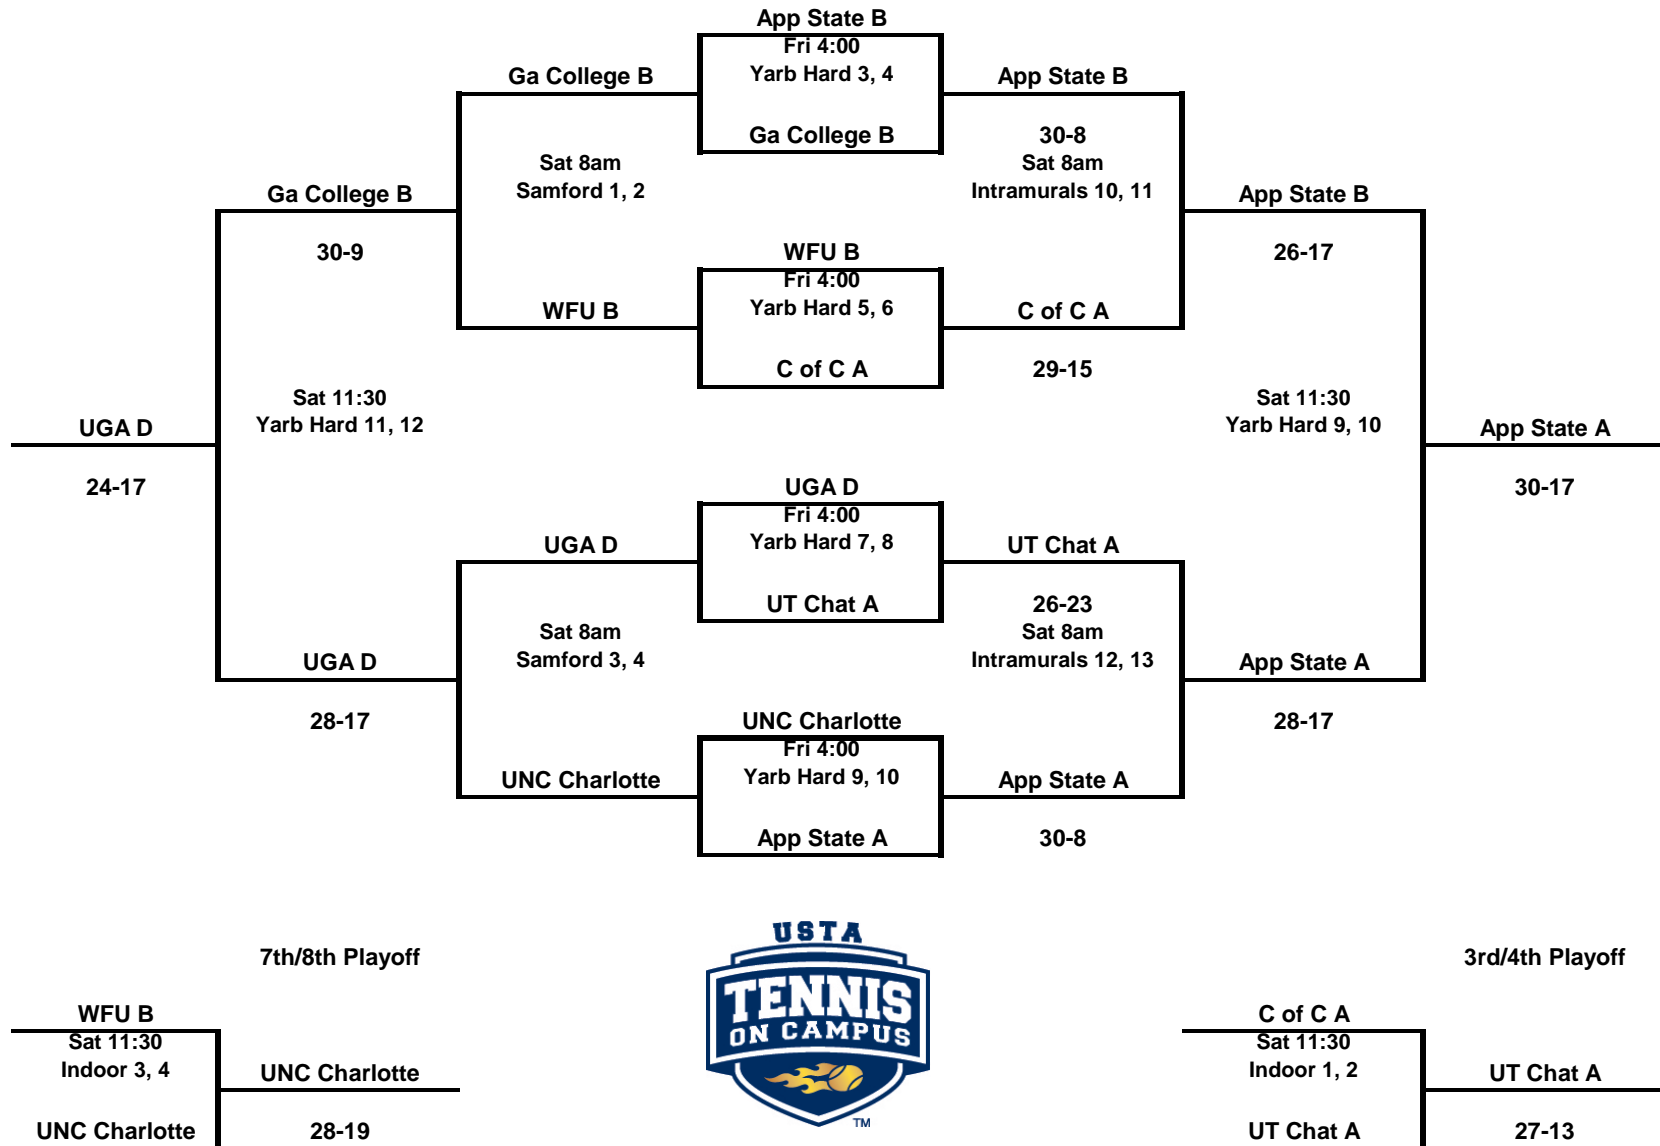 App State B
Fri 4:00
Ga College B Yarb Hard 3, 4 App State B
Ga College B 30-8
Sat 8am Sat 8am
Samford 1, 2 Intramurals 10, 11
Ga College B App State B
30-9 WFU B 26-17
Fri 4:00
WFU B Yarb Hard 5, 6 C of C A
C of C A 29-15
Sat 11:30 Sat 11:30
UGA D Yarb Hard 11, 12 Yarb Hard 9, 10 App State A
24-17 UGA D 30-17
Fri 4:00
UGA D Yarb Hard 7, 8 UT Chat A
UT Chat A 26-23
Sat 8am Sat 8am
UGA D Samford 3, 4 Intramurals 12, 13 App State A
28-17 UNC Charlotte 28-17
Fri 4:00
UNC Charlotte Yarb Hard 9, 10 App State A
App State A 30-8
USTA
7th/8th Playoff 3rd/4th Playoff
TENNIS
WFU B ON CAMPUS C of C A
Sat 11:30 Sat 11:30
Indoor 3, 4 UNC Charlotte Indoor 1, 2 UT Chat A
TM
UNC Charlotte 28-19 UT Chat A 27-13